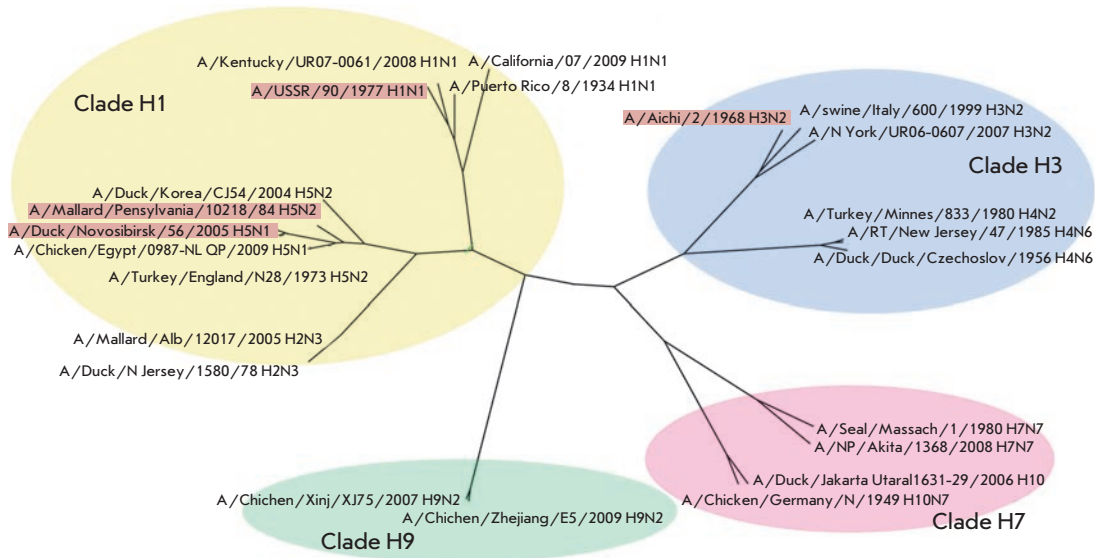 A/Kentucky/UR07-0061/2008 H1N1
A/California/07/2009 H1N1
A/USSR/90/1977 H1N1
A/Puerto Rico/8/1934 H1N1
Clade H1
A/Duck/Korea/CJ54/2004 H5N2
A/Mallard/Pensylvania/10218/84 H5N2
A/Duck/Novosibirsk/56/2005 H5N1
A/Chicken/Egypt/0987-NL QP/2009 H5N1
A/Turkey/England/N28/1973 H5N2
A/Mallard/Alb/12017/2005 H2N3
A/Duck/N Jersey/1580/78 H2N3
A/Aichi/2/1968 H3N2
A/swine/Italy/600/1999 H3N2
A/N York/UR06-0607/2007 H3N2
Clade H3
A/Turkey/Minnes/833/1980 H4N2
A/RT/New Jersey/47/1985 H4N6
A/Duck/Duck/Czechoslov/1956 H4N6
A/Seal/Massach/1/1980 H7N7
A/NP/Akita/1368/2008 H7N7
A/Duck/Jakarta Utaral1631-29/2006 H10
A/Chicken/Germany/N/1949 H10N7
Clade H7
A/Chichen/Xinj/XJ75/2007 H9N2
A/Chichen/Zhejiang/E5/2009 H9N2
Clade H9